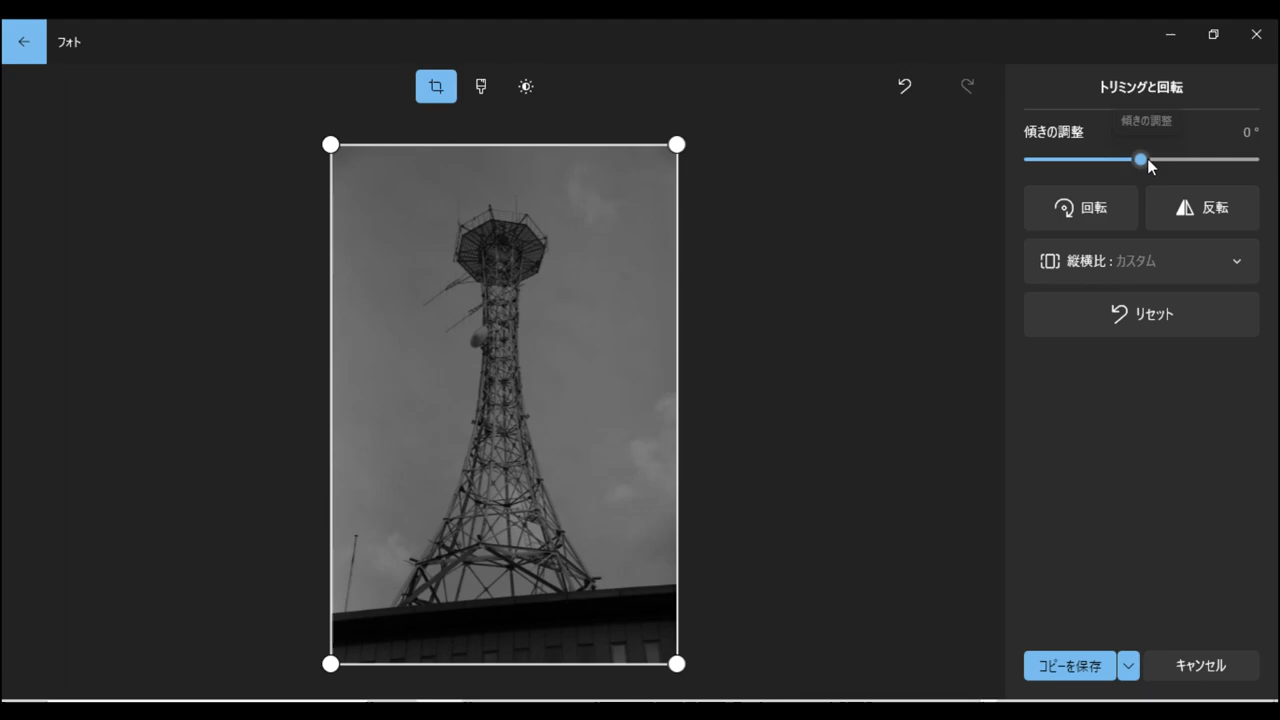 フォト
トリミングと回転
傾きの調整
傾きの調整
0 °
回転
反転
縦横比 : カスタム
リセット
コピーを保存
キャンセル